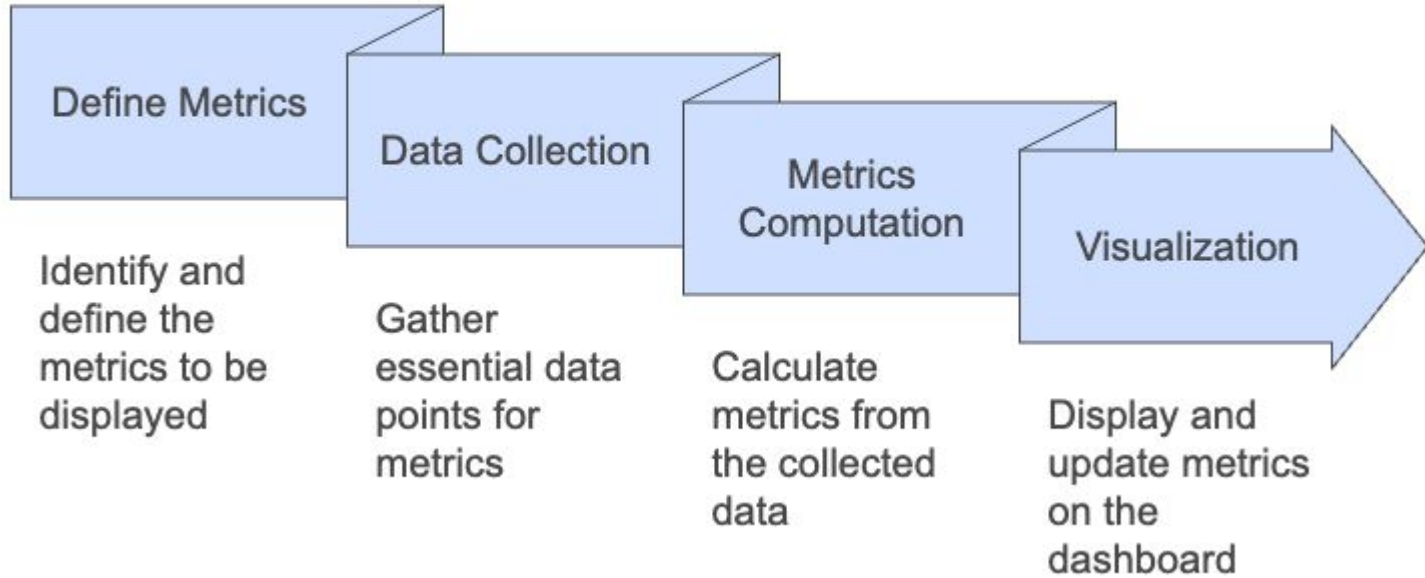 Define Metrics
Identify and
define the
metrics to be
displayed
Data Collection
Gather
essential data
points for
metrics
Metrics
Computation
Calculate
metrics from
the collected
data
Visualization
Display and
update metrics
on the
dashboard